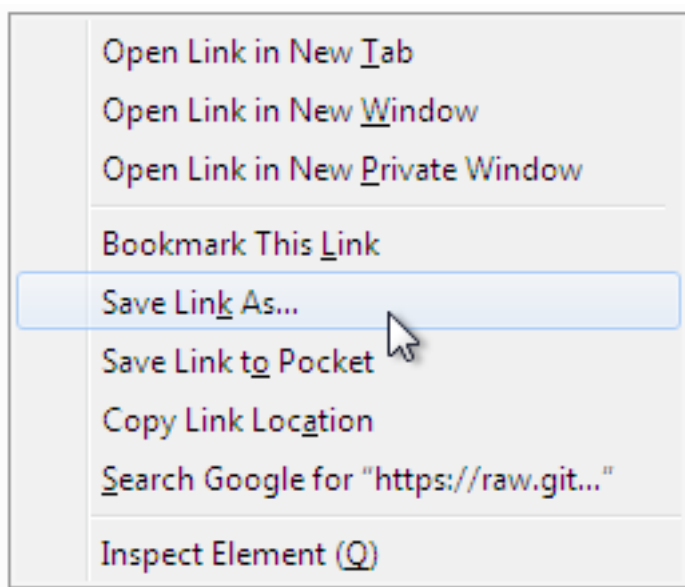 Open Link in New Tab
Open Link in New Window
Open Link in New Private Window
Bookmark This Link
Save Link As...
Save Link to Pocket
Copy Link Location
Search Google for “https://raw.git...”
Inspect Element (Q)